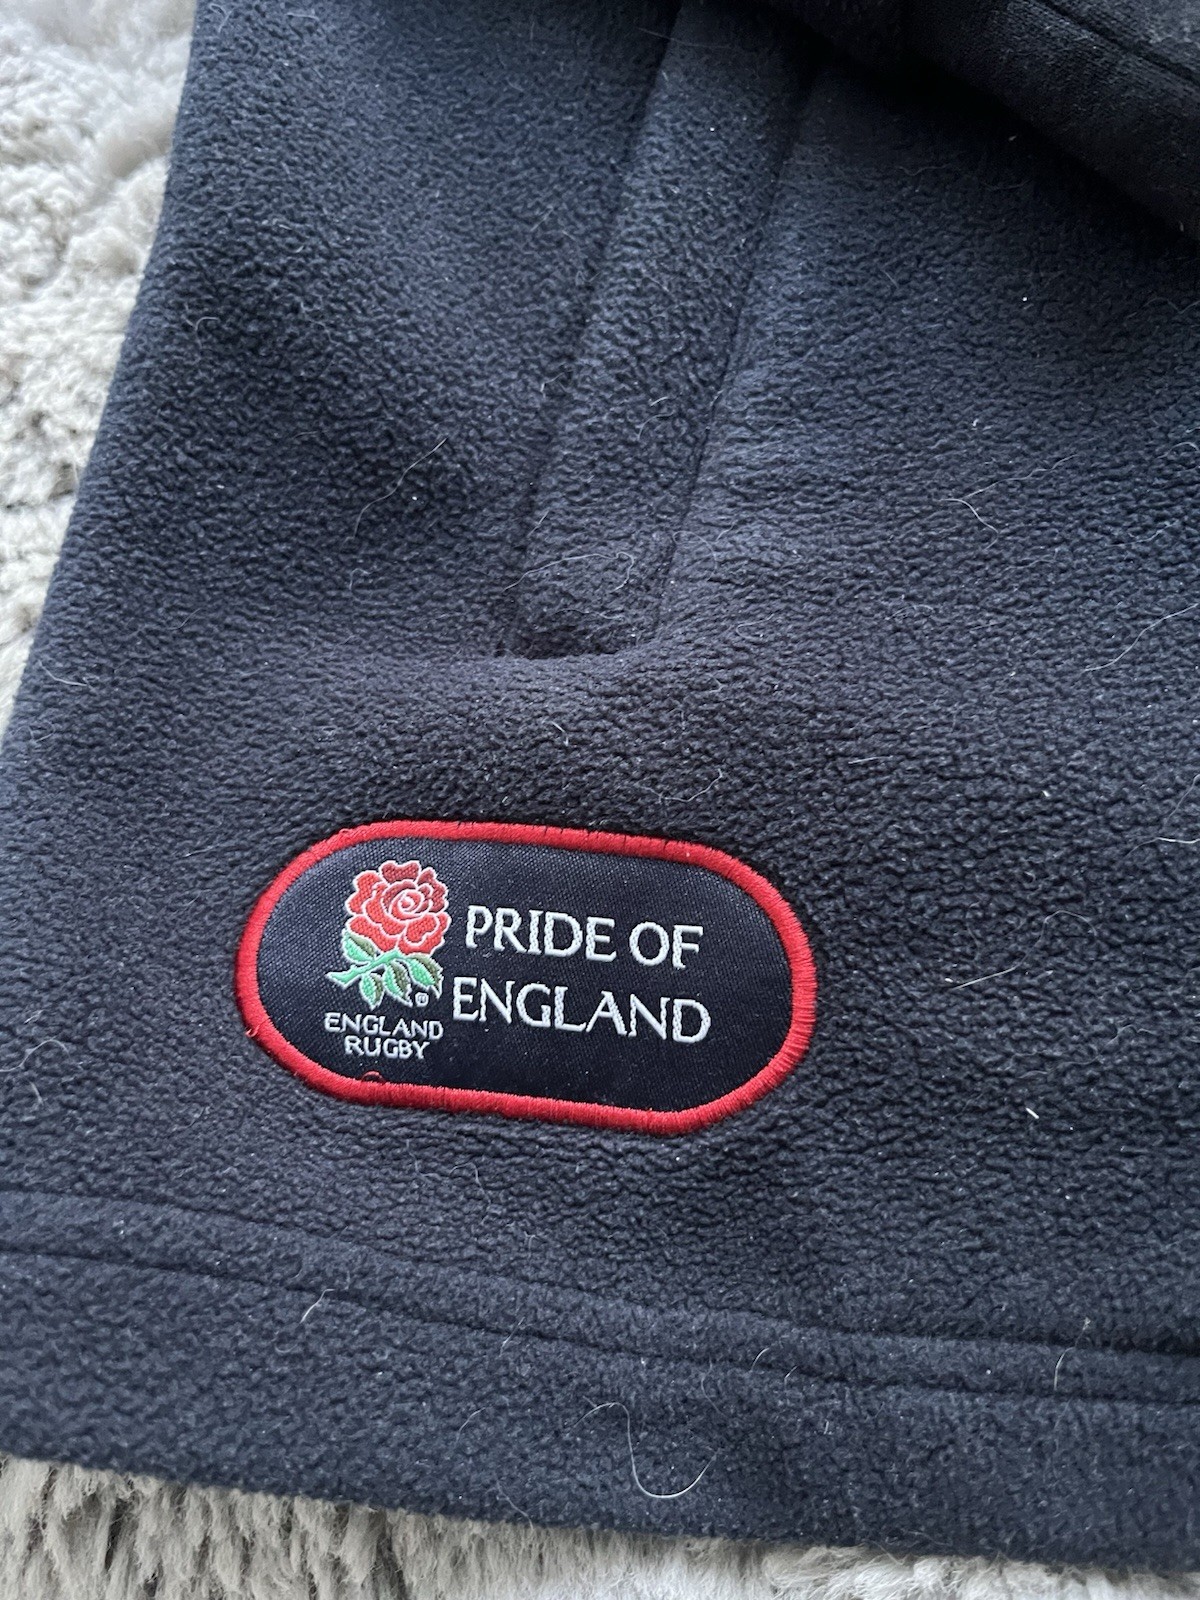 PRIDE OF
ENGLAND
®
ENGLAND
RUGBY